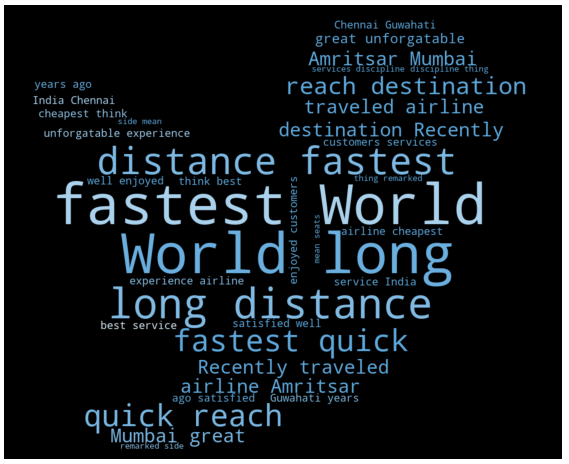 Chennai Guwahati
great unforgatable
Amritsar Mumbai
services discipline discipline thing
years ago
reach destination
India Chennai
traveled airline
cheapest think
side mean
destination Recently
unforgatable experience
customers services
distance fastest
well enjoyed
think best
thing remarked
enjoyed customers
fastest World
mean seats
airline cheapest
World long
experience airline
service India
long distance
best service
satisfied well
fastest quick
Recently traveled
airline Amritsar
ago satisfied
Guwahati years
quick reach
Mumbai great
remarked side